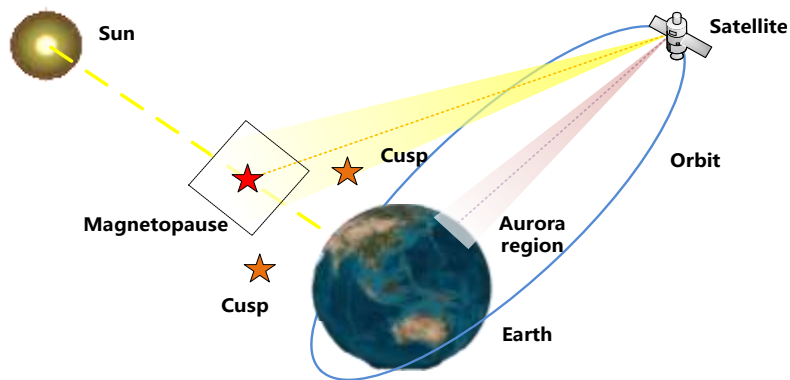 Sun
Satellite
Cusp
Orbit
Magnetopause
Aurora
region
Cusp
Earth